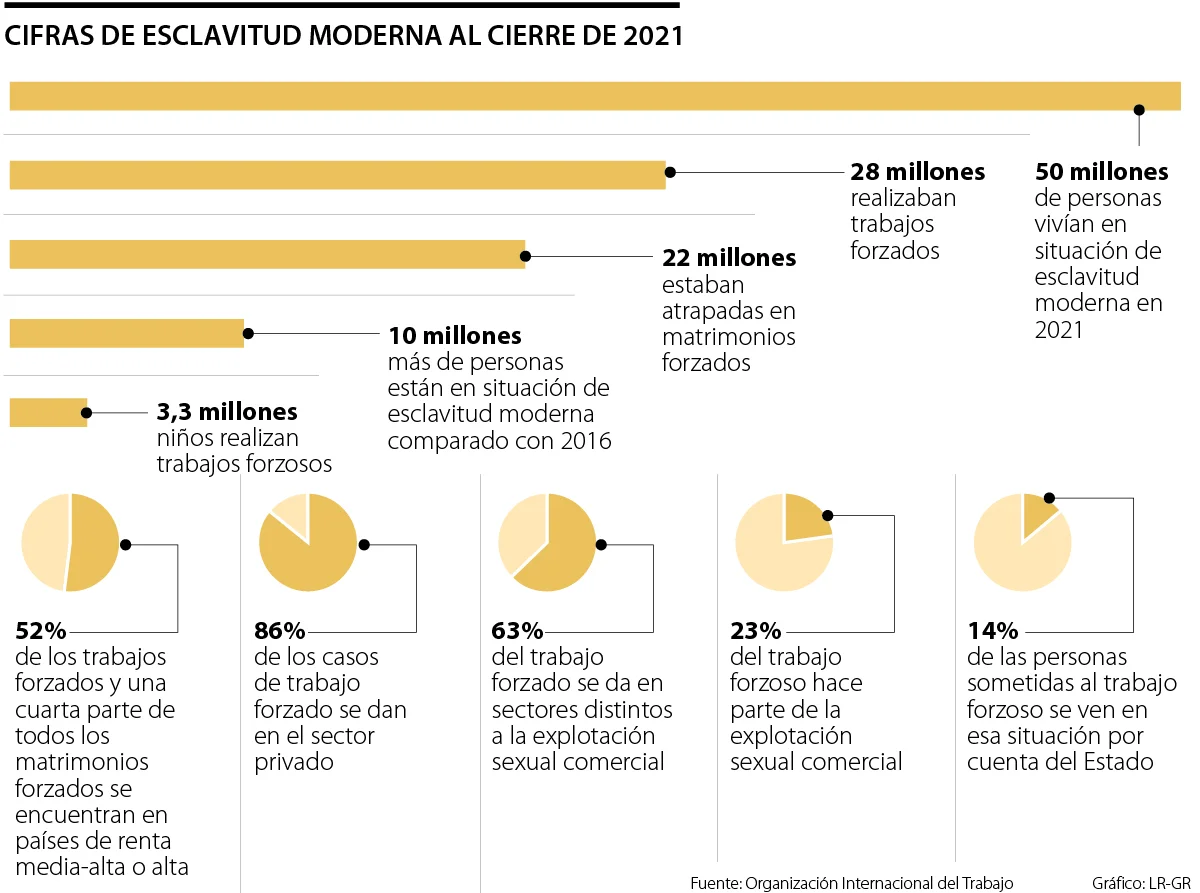 CIFRAS DE ESCLAVITUD MODERNA AL CIERRE DE 2021
50 millones
de personas
vivían en
situación de
esclavitud
moderna en
2021
28 millones
realizaban
trabajos
forzados
22 millones
estaban
atrapadas en
matrimonios
forzados
10 millones
más de personas
están en situación de
esclavitud moderna
comparado con 2016
3,3 millones
niños realizan
trabajos forzosos
52%
de los trabajos
forzados y una
cuarta parte de
todos los
matrimonios
forzados se
encuentran en
países de renta
media-alta o alta
86%
de los casos
de trabajo
forzado se dan
en el sector
privado
63%
del trabajo
forzado se da en
sectores distintos
a la explotación
sexual comercial
23%
del trabajo
forzoso hace
parte de la
explotación
sexual comercial
14%
de las personas
sometidas al trabajo
forzoso se ven en
esa situación por
cuenta del Estado
Fuente: Organización Internacional del Trabajo
Gráfico: LR-GR